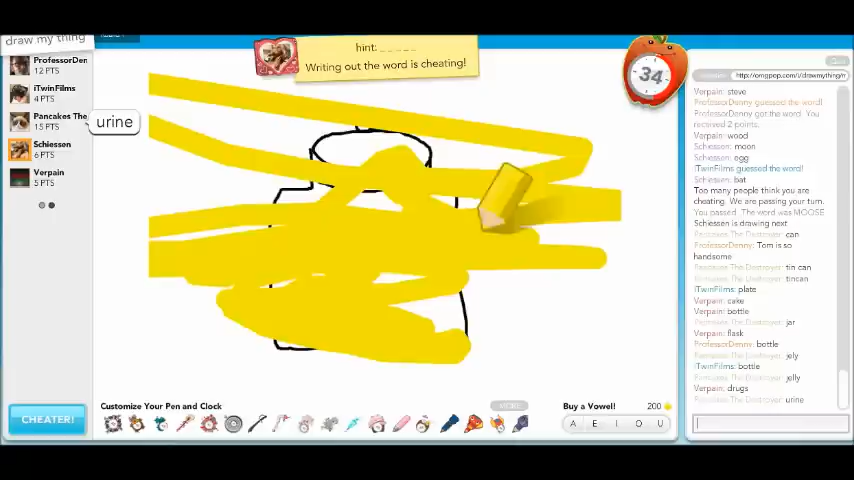 draw my thing
ProfessorDen
12 PTS
iTwinFilms
4 PTS
Pancakes The
15 PTS
Schiessen
6 PTS
Verpain
5 PTS
urine
hint: _ _ _ _ _
Writing out the word is cheating!
34
http://omgpop.com/l/drawmything/n
Verpain: steve
ProfessorDenny guessed the word!
ProfessorDenny got the word. You
received 2 points.
Verpain: wood
Schiessen: moon
Schiessen: egg
iTwinFilms guessed the word!
Schiessen: bat
Too many people think you are
cheating. We are passing your turn.
You passed. The word was MOOSE
Schiessen is drawing next
Pancakes The Destroyer: can
ProfessorDenny: Tom is so
handsome
Pancakes The Destroyer: tin can
Pancakes The Destroyer: tincan
iTwinFilms: plate
Verpain: cake
Verpain: bottle
Pancakes The Destroyer: jar
Verpain: flask
ProfessorDenny: bottle
Pancakes The Destroyer: jely
iTwinFilms: bottle
Pancakes The Destroyer: jelly
Verpain: drugs
Pancakes The Destroyer: urine
CHEATER!
Customize Your Pen and Clock
MORE
Buy a Vowel!
200
A E I O U